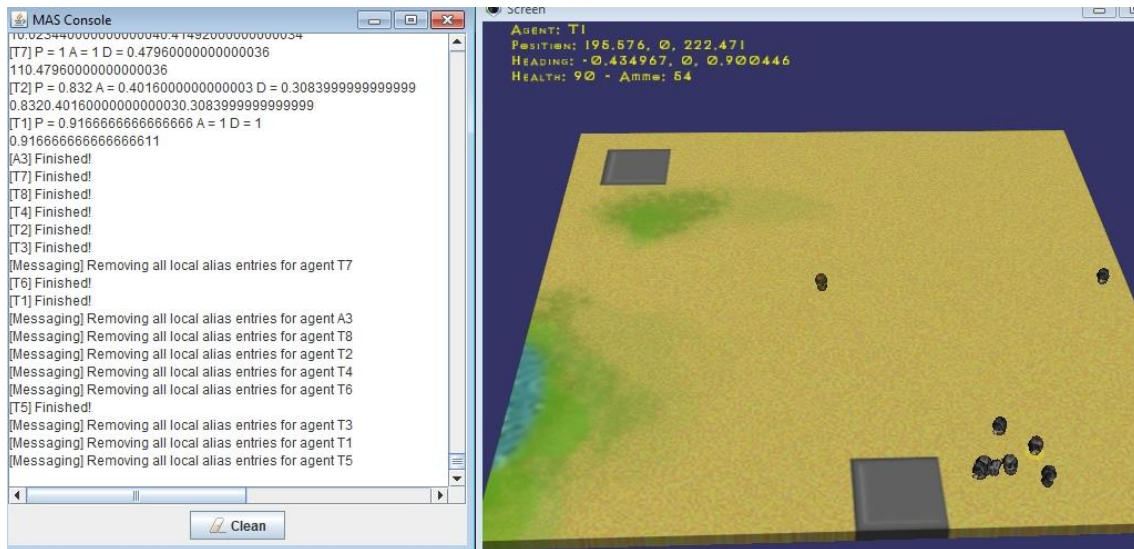 MAS Console
10.023440000000000040.41492000000000034
[T7] P = 1 A = 1 D = 0.47960000000000036
110.47960000000000036
[T2] P = 0.832 A = 0.4016000000000003 D = 0.3083999999999999
0.8320.40160000000000030.3083999999999999
[T1] P = 0.9166666666666666 A = 1 D = 1
0.916666666666666611
[A3] Finished!
[T7] Finished!
[T8] Finished!
[T4] Finished!
[T2] Finished!
[T3] Finished!
[Messaging] Removing all local alias entries for agent T7
[T6] Finished!
[T1] Finished!
[Messaging] Removing all local alias entries for agent A3
[Messaging] Removing all local alias entries for agent T8
[Messaging] Removing all local alias entries for agent T2
[Messaging] Removing all local alias entries for agent T4
[Messaging] Removing all local alias entries for agent T6
[T5] Finished!
[Messaging] Removing all local alias entries for agent T3
[Messaging] Removing all local alias entries for agent T1
[Messaging] Removing all local alias entries for agent T5
Clean
Screen
Agent: T1
Position: 195.576, 0, 222.471
Heading: -0.434967, 0, 0.900446
Health: 90 - Ammo: 54